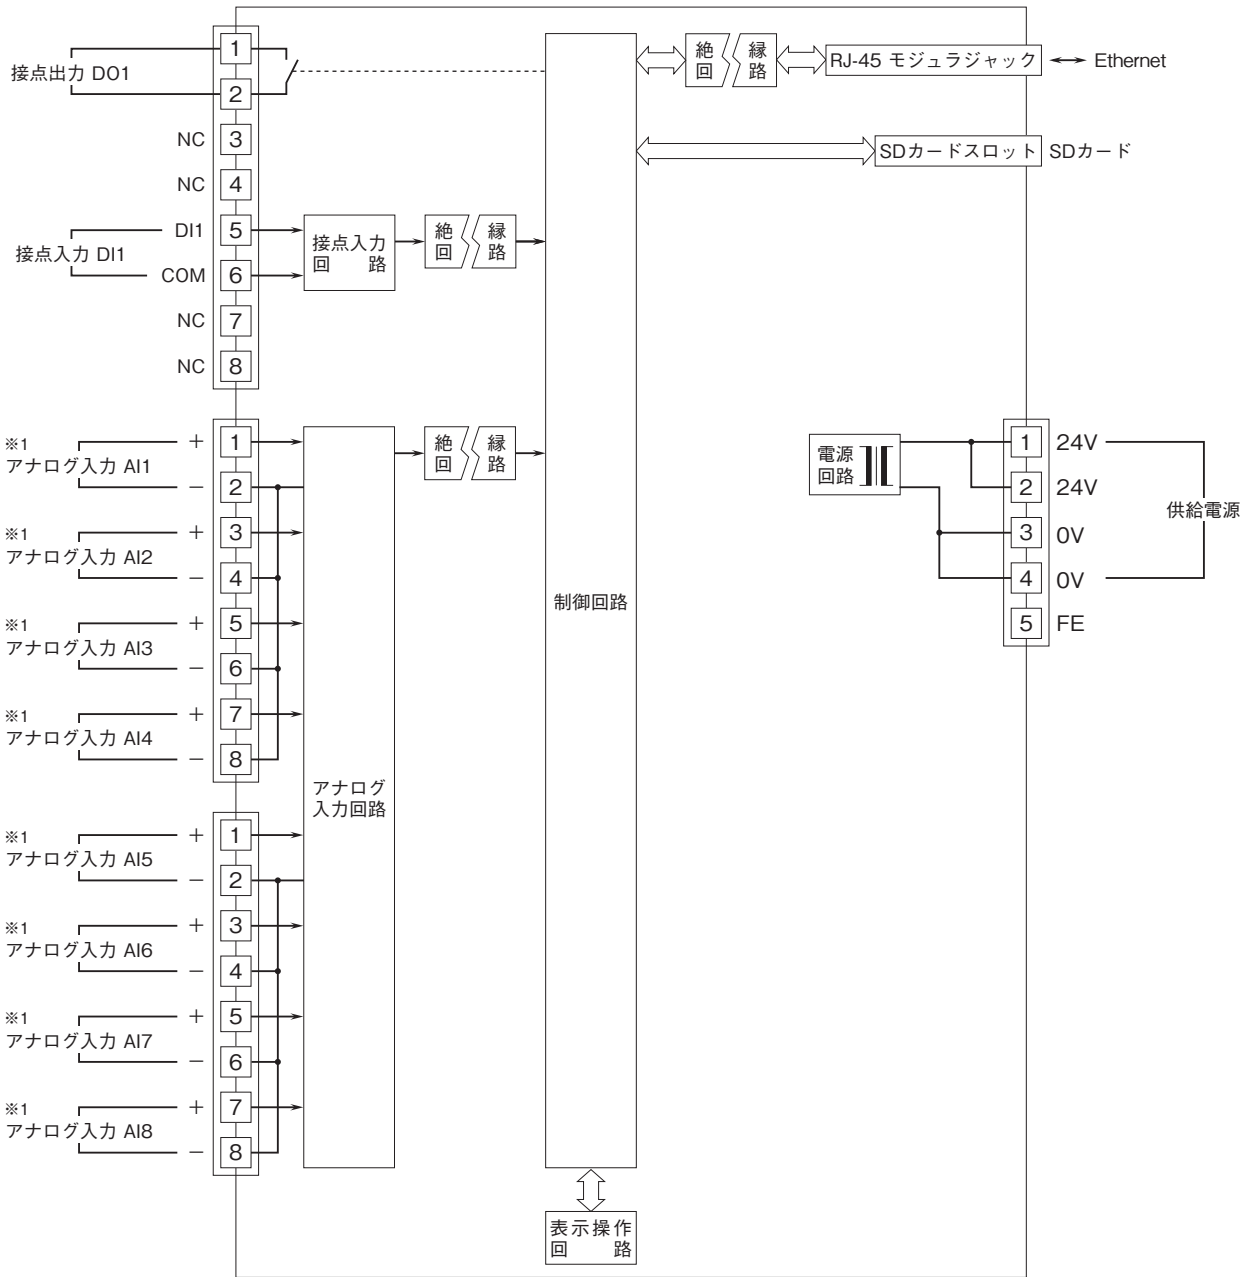 接点出力 DO1
1
2
NC 3
NC 4
DI1 5
接点入力 DI1
COM 6
NC 7
NC 8
接点入力
回 路
絶 縁
回 路
絶 縁
回 路
RJ-45 モジュラジャック
Ethernet
SDカードスロット
SDカード
※1
アナログ入力 AI1
+ 1
− 2
※1
アナログ入力 AI2
+ 3
− 4
※1
アナログ入力 AI3
+ 5
− 6
※1
アナログ入力 AI4
+ 7
− 8
※1
アナログ入力 AI5
+ 1
− 2
※1
アナログ入力 AI6
+ 3
− 4
※1
アナログ入力 AI7
+ 5
− 6
※1
アナログ入力 AI8
+ 7
− 8
アナログ
入力回路
絶 縁
回 路
制御回路
電源
回路
1 24V
2 24V
3 0V
4 0V
5 FE
供給電源
表示操作
回 路